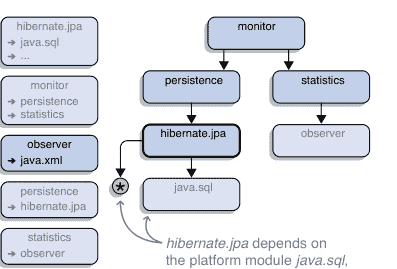 hibernate.jpa
➔ java.sql
➔ ...
monitor
➔ persistence
➔ statistics
observer
➔ java.xml
persistence
➔ hibernate.jpa
statistics
➔ observer
monitor
persistence
statistics
hibernate.jpa
observer
*
java.sql
hibernate.jpa depends on
the platform module java.sql,